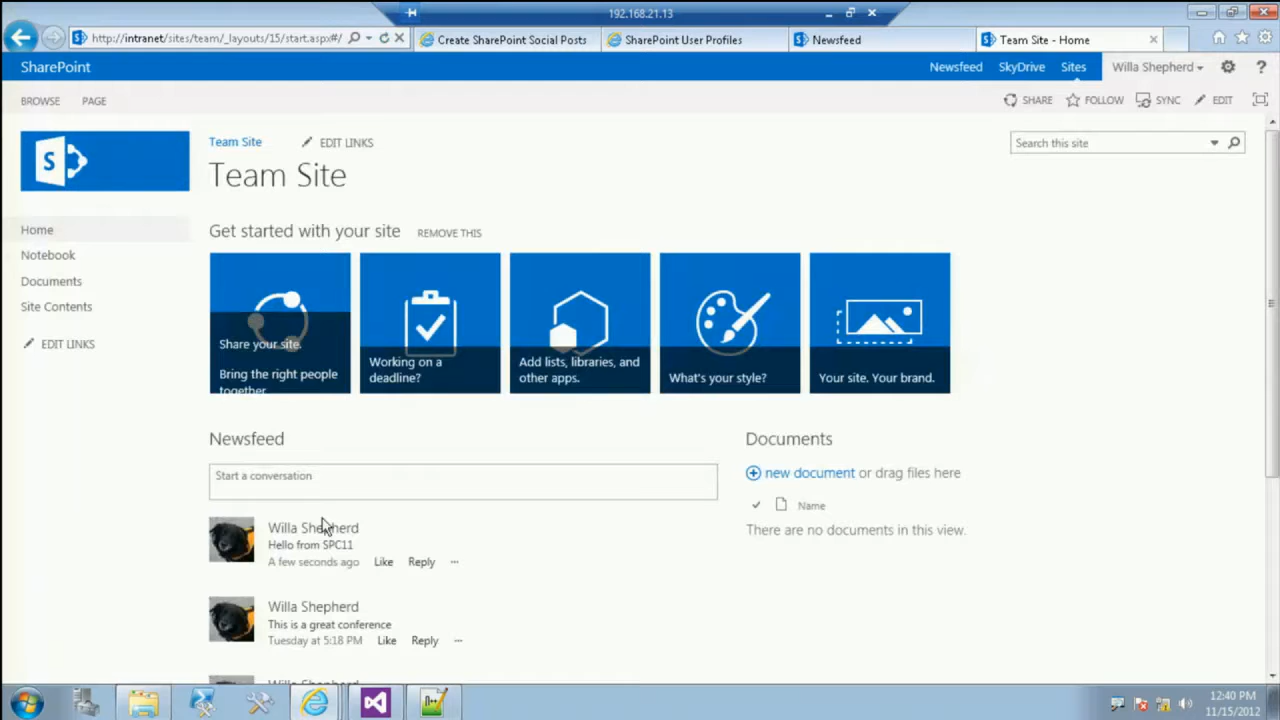 192.168.21.13
http://intranet/sites/team/_layouts/15/start.aspx#/
Create SharePoint Social Posts
SharePoint User Profiles
Newsfeed
Team Site - Home
SharePoint
Newsfeed
SkyDrive
Sites
Willa Shepherd
?
BROWSE
PAGE
SHARE
FOLLOW
SYNC
EDIT
Team Site
EDIT LINKS
Search this site
Team Site
Home
Notebook
Documents
Site Contents
EDIT LINKS
Get started with your site
REMOVE THIS
Share your site.
Bring the right people
together
Working on a
deadline?
Add lists, libraries, and
other apps.
What's your style?
Your site. Your brand.
Newsfeed
Start a conversation
Willa Shepherd
Hello from SPC11
A few seconds ago Like Reply ...
Willa Shepherd
This is a great conference
Tuesday at 5:18 PM Like Reply ...
Willa Shepherd
Documents
new document or drag files here
Name
There are no documents in this view.
12:40 PM
11/15/2012